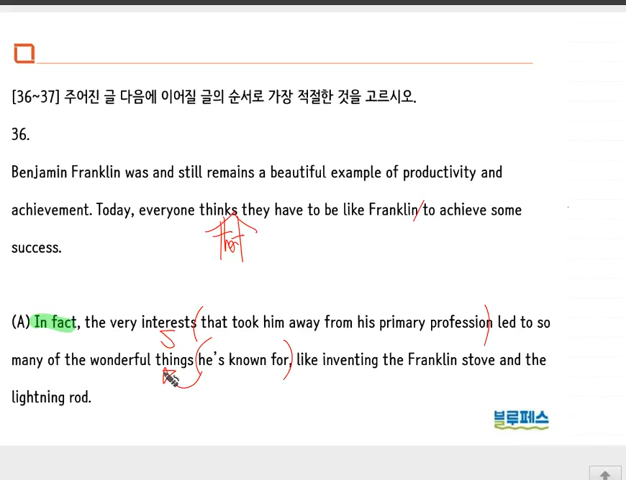 [36~37] 주어진 글 다음에 이어질 글의 순서로 가장 적절한 것을 고르시오.
36.
Benjamin Franklin was and still remains a beautiful example of productivity and
achievement. Today, everyone thinks they have to be like Franklin/to achieve some
that
success.
(A) In fact, the very interests (that took him away from his primary profession) led to so
S
many of the wonderful things (he's known for), like inventing the Franklin stove and the
lightning rod.
블루페스